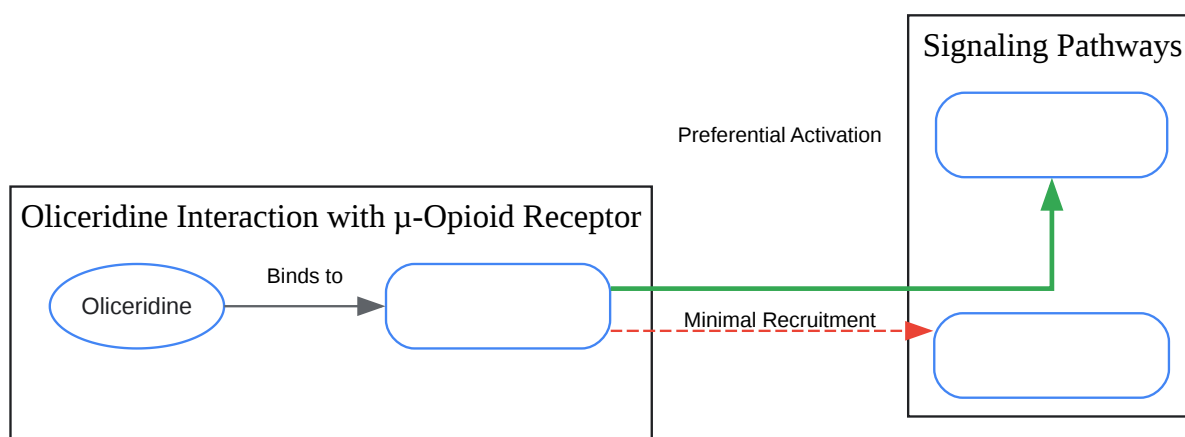 Signaling Pathways
Preferential Activation
Oliceridine Interaction with µ-Opioid Receptor
Binds to
Oliceridine
Minimal Recruitment